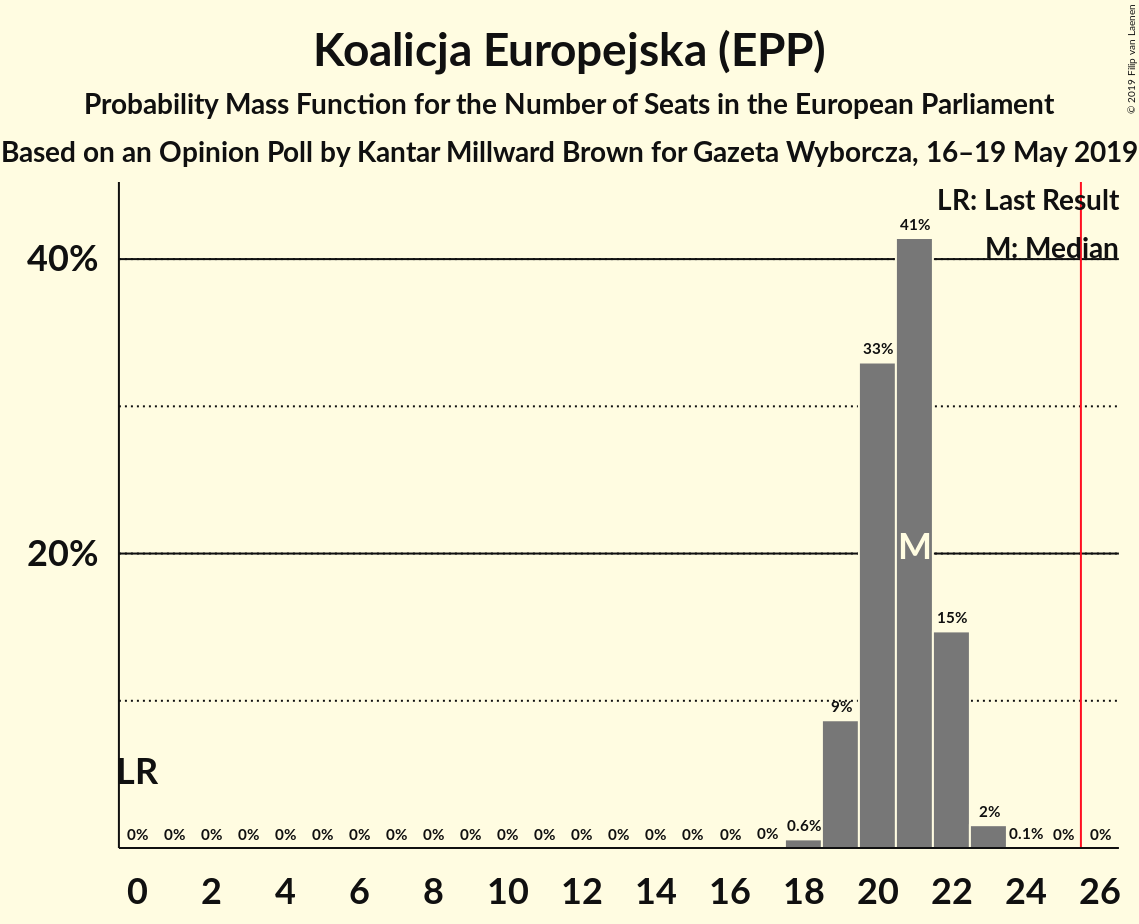 Koalicja Europejska (EPP)
Probability Mass Function for the Number of Seats in the European Parliament
Based on an Opinion Poll by Kantar Millward Brown for Gazeta Wyborcza, 16–19 May 2019
© 2019 Filip van Laenen
LR: Last Result
M: Median
41%
40%
33%
20%
M
15%
9%
LR
0% 0% 0% 0% 0% 0% 0% 0% 0% 0% 0% 0% 0% 0% 0% 0% 0% 0% 0.6% 2% 0.1% 0% 0%
0 2 4 6 8 10 12 14 16 18 20 22 24 26